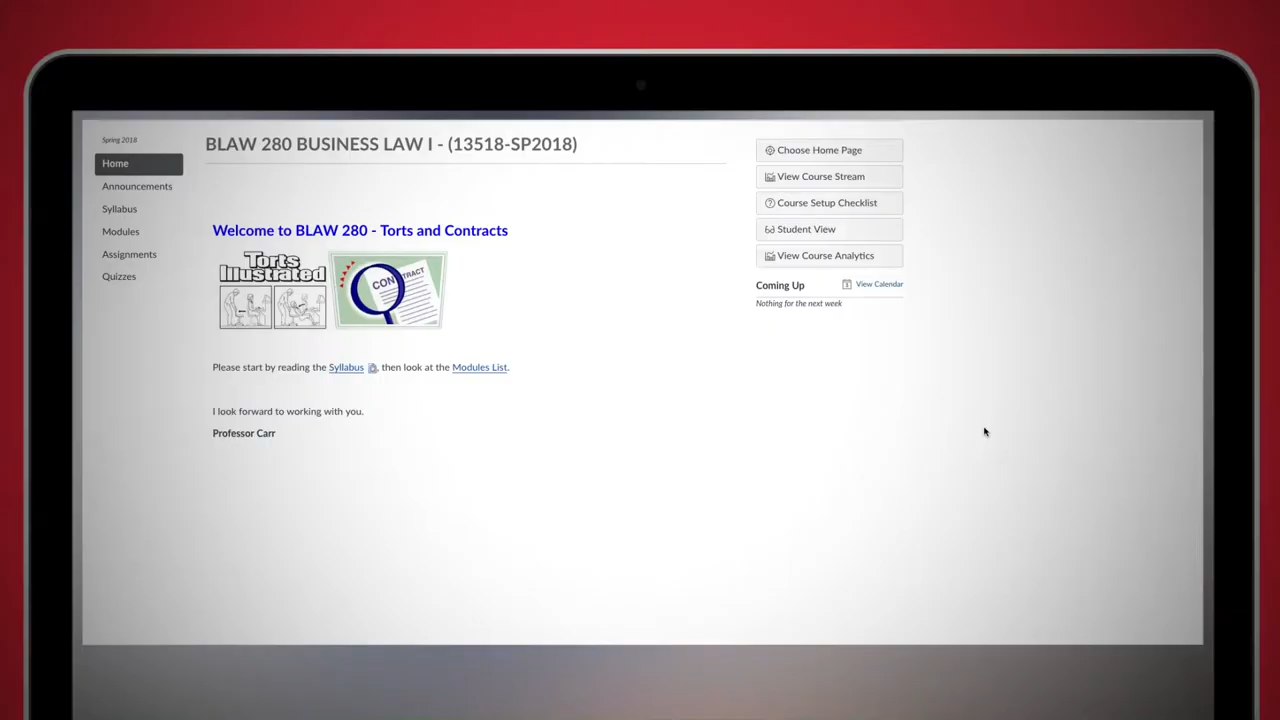 Spring 2018
Home
Announcements
Syllabus
Modules
Assignments
Quizzes
BLAW 280 BUSINESS LAW I - (13518-SP2018)
Welcome to BLAW 280 - Torts and Contracts
Torts
Illustrated
CONTRACT
Please start by reading the Syllabus , then look at the Modules List.
I look forward to working with you.
Professor Carr
Choose Home Page
View Course Stream
Course Setup Checklist
Student View
View Course Analytics
Coming Up
View Calendar
Nothing for the next week